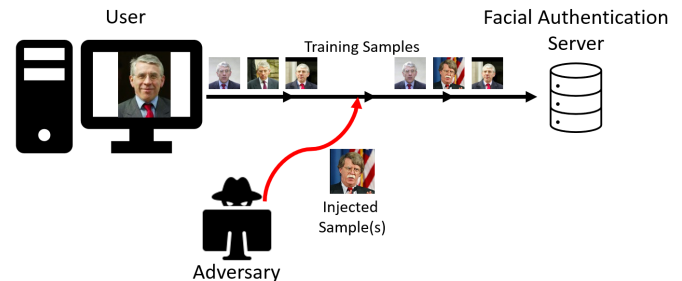 User
Facial Authentication
Server
Training Samples
Injected
Sample(s)
Adversary